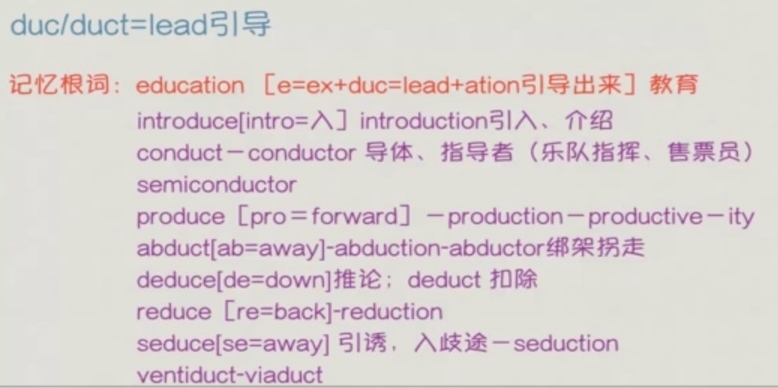 duc/duct=lead引导
记忆根词：education ［e=ex+duc=lead+ation引导出来］教育
introduce[intro=入］introduction引入、介绍
conduct－conductor 导体、指导者（乐队指挥、售票员）
semiconductor
produce［pro＝forward］－production－productive－ity
abduct[ab=away]-abduction-abductor绑架拐走
deduce[de=down]推论；deduct 扣除
reduce［re=back]-reduction
seduce[se=away] 引诱，入歧途－seduction
ventiduct-viaduct